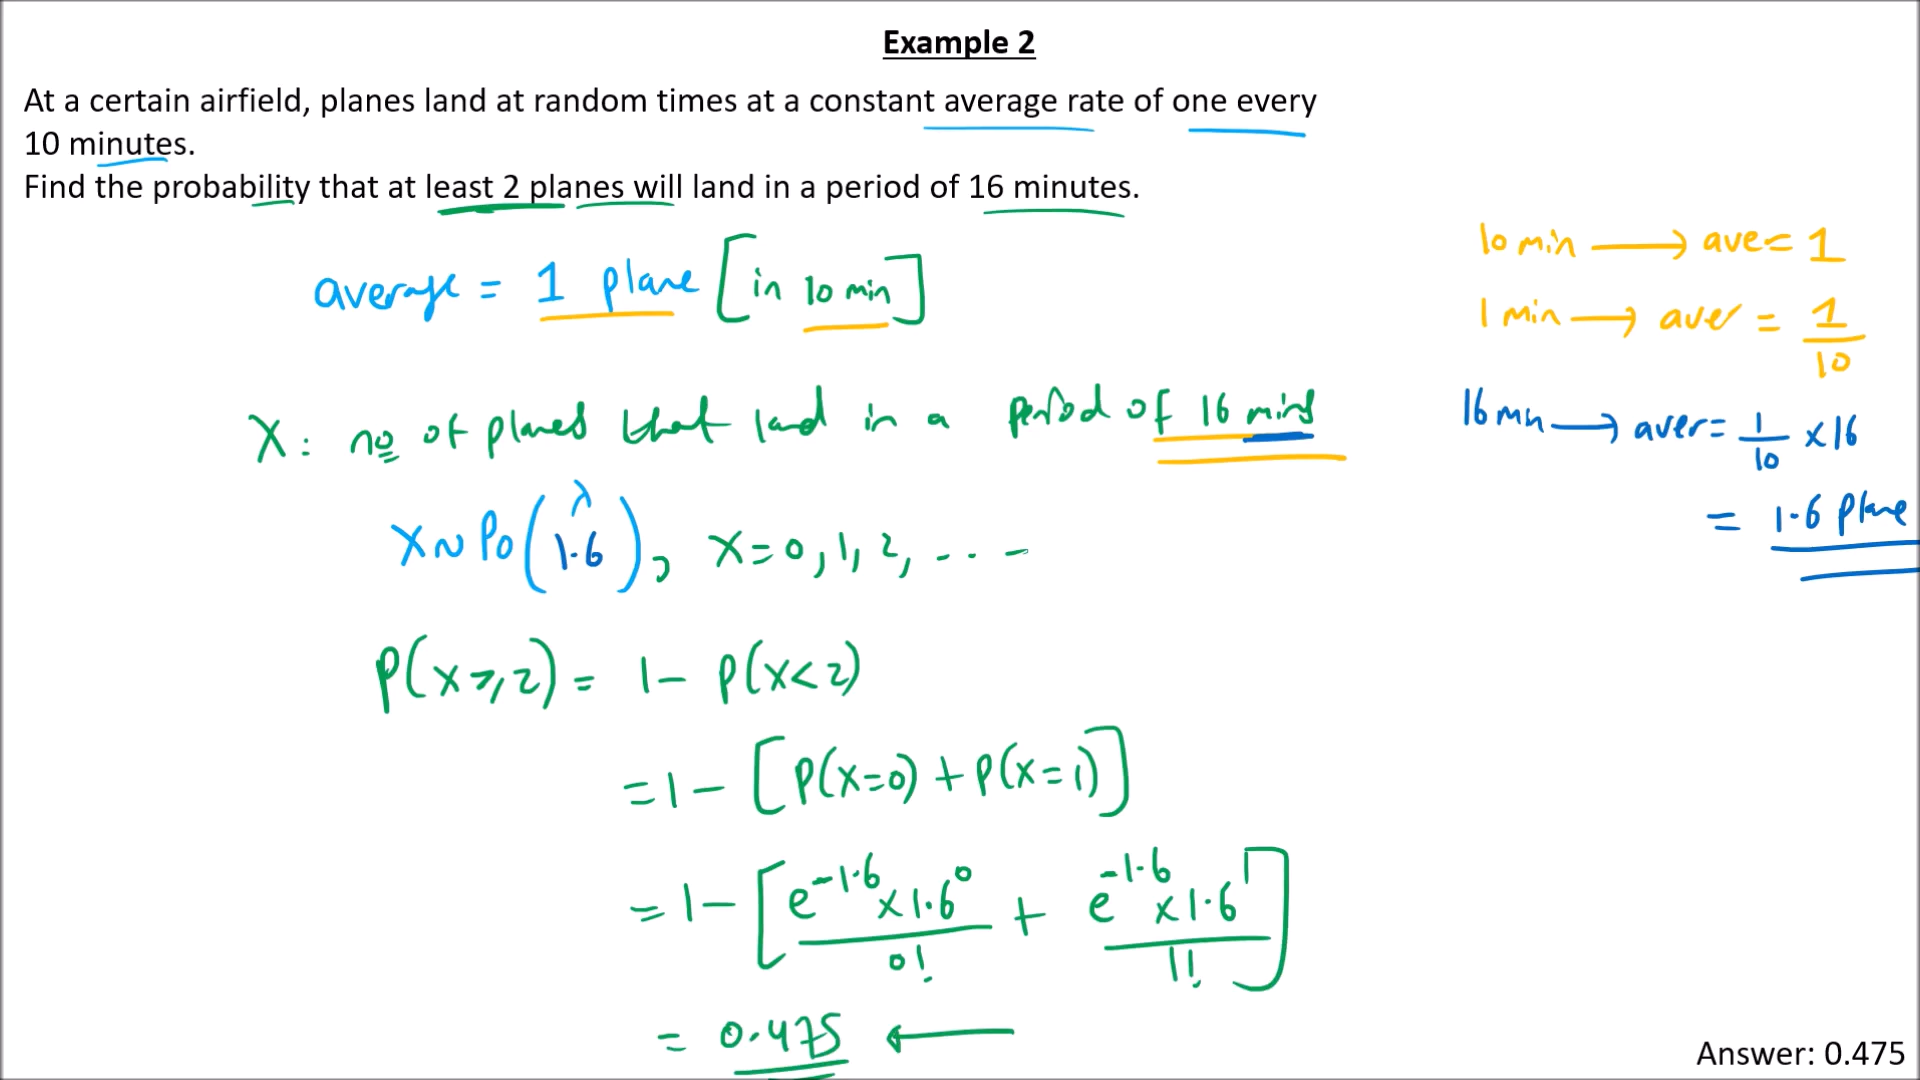 Example 2
At a certain airfield, planes land at random times at a constant average rate of one every
10 minutes.
Find the probability that at least 2 planes will land in a period of 16 minutes.
average = 1 plane [in 10 min]
10 min → ave = 1
1 min → aver = 1/10
X: no of planes that land in a period of 16 mins
16 min → aver = 1/10 × 16
= 1.6 plane
λ
X ~ Po(1.6), X = 0, 1, 2, ....
P(X ≥ 2) = 1 - P(X < 2)
= 1 - [P(X=0) + P(X=1)]
= 1 - [e^-1.6 × 1.6^0 / 0! + e^-1.6 × 1.6^1 / 1!]
= 0.475 ←
Answer: 0.475